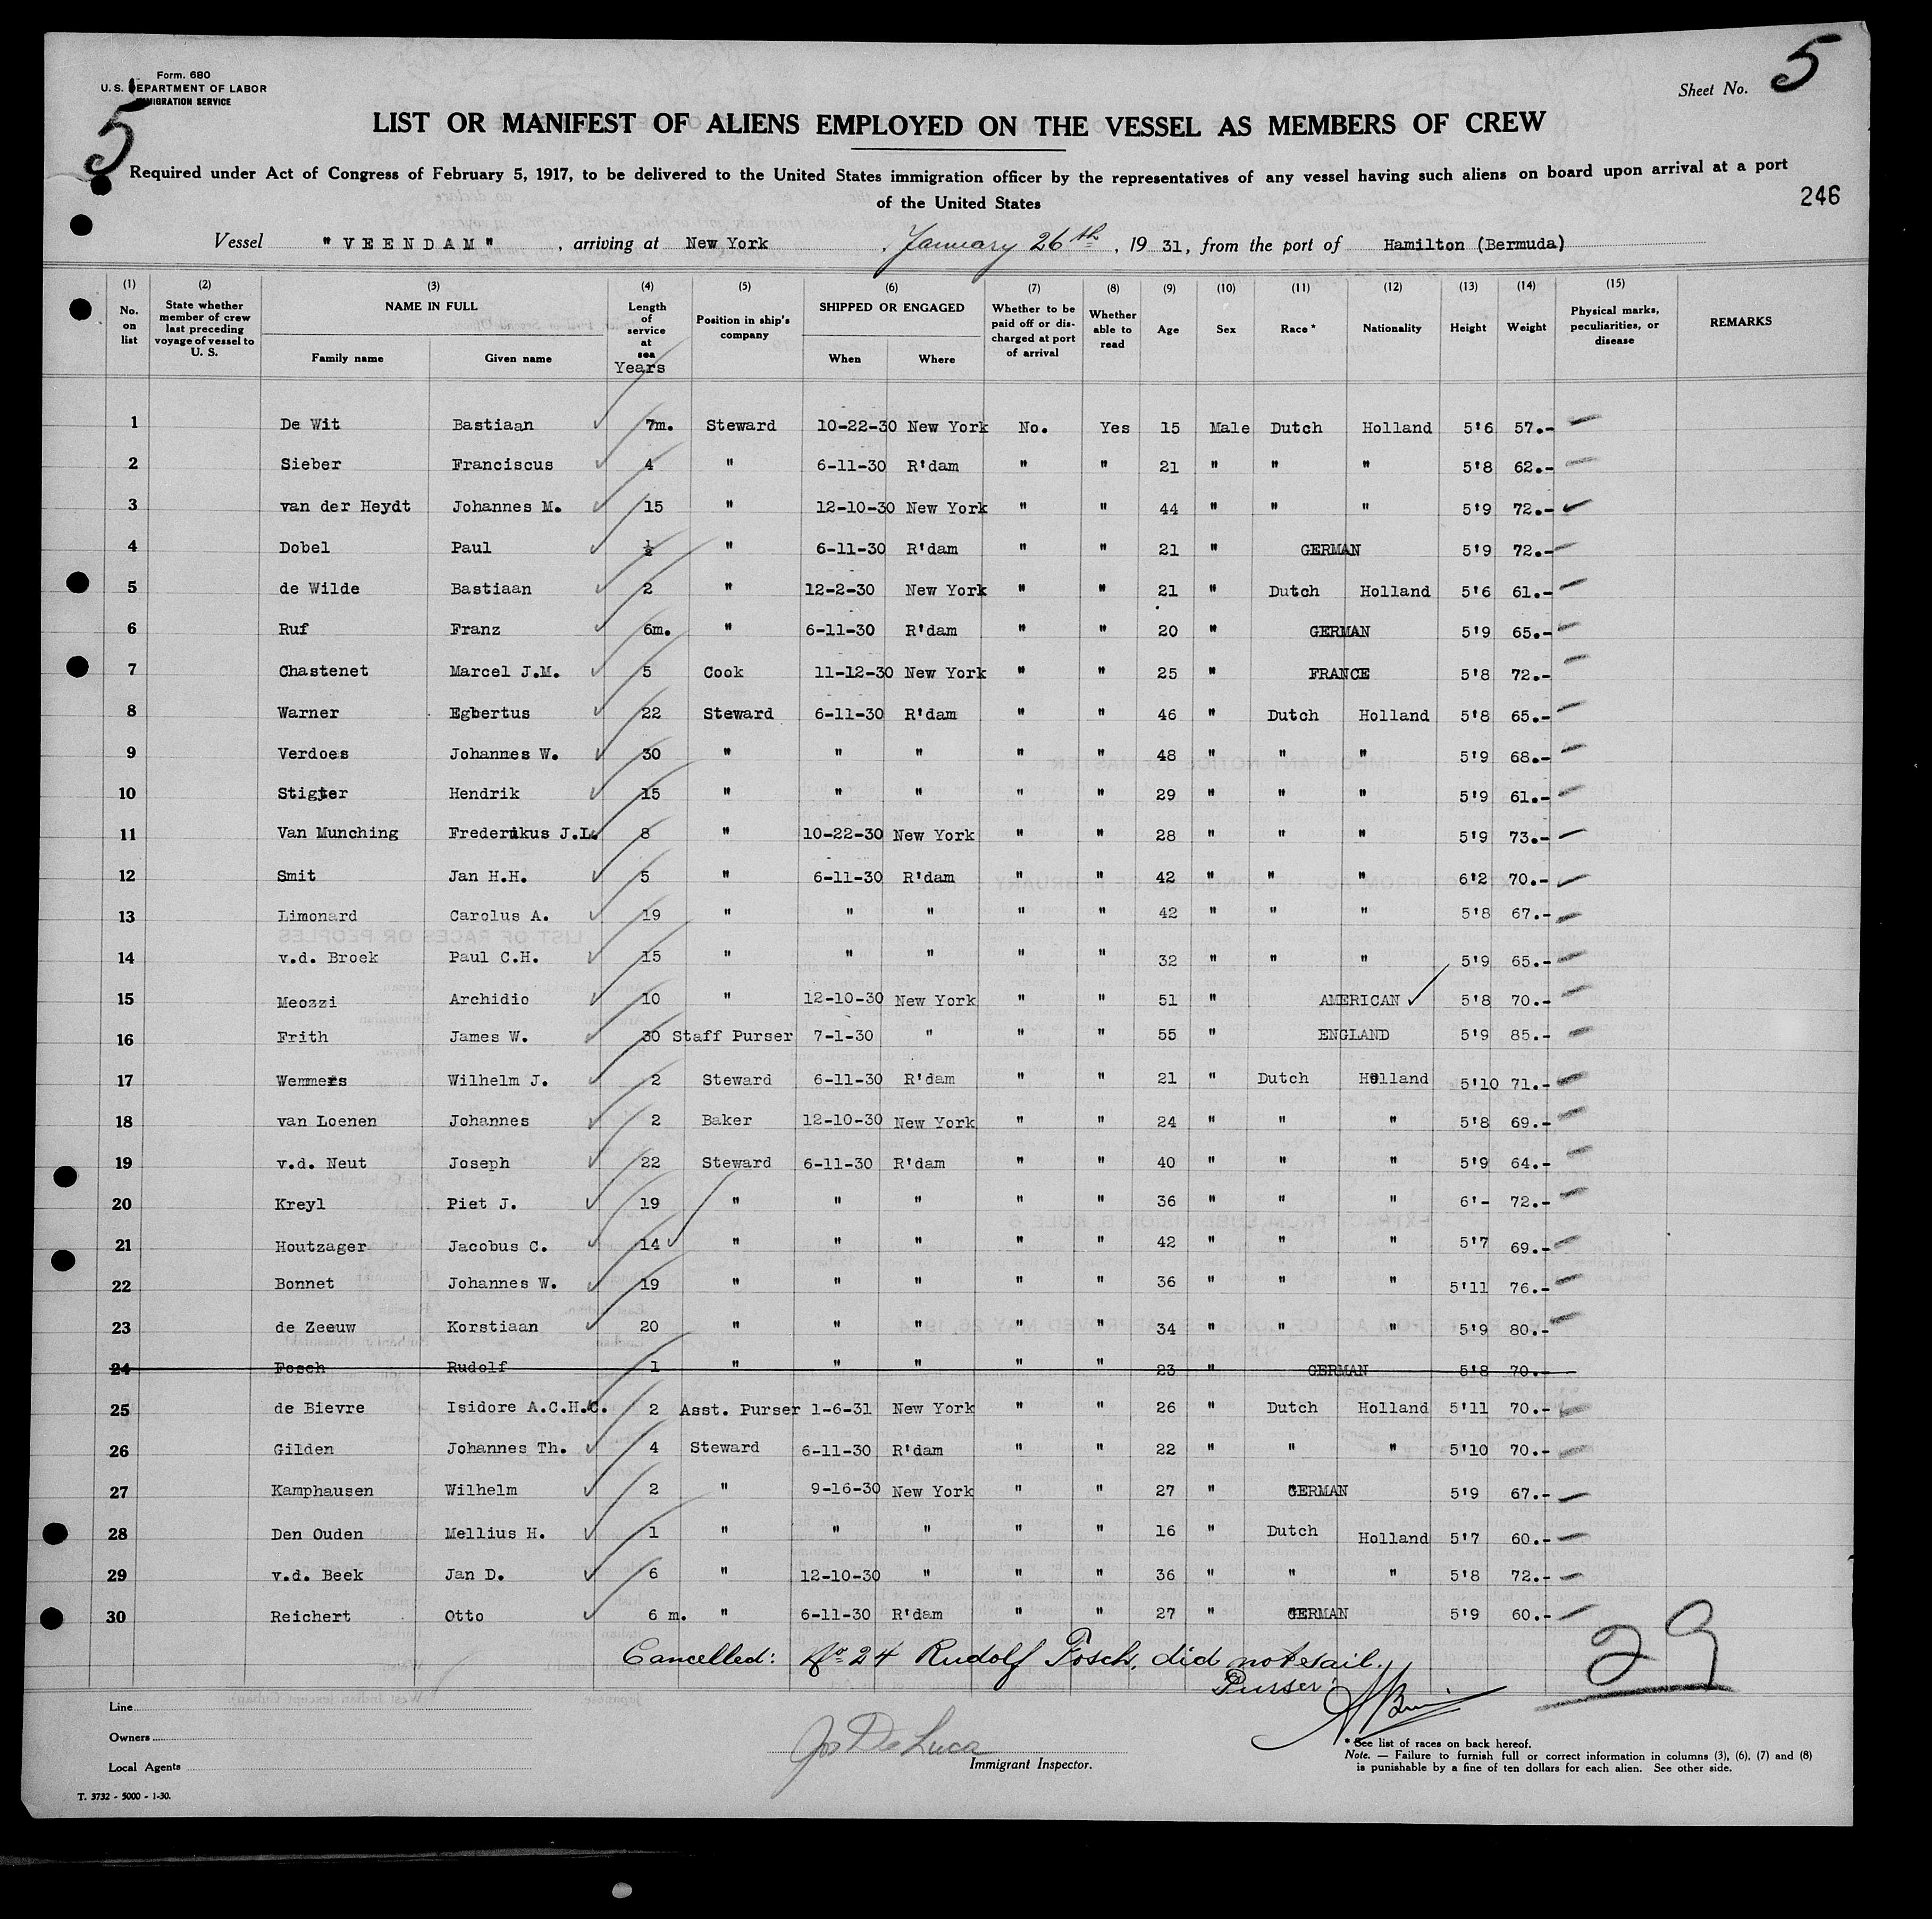 Form. 680
U. S. DEPARTMENT OF LABOR
IMMIGRATION SERVICE
5
Sheet No. 5
LIST OR MANIFEST OF ALIENS EMPLOYED ON THE VESSEL AS MEMBERS OF CREW
Required under Act of Congress of February 5, 1917, to be delivered to the United States immigration officer by the representatives of any vessel having such aliens on board upon arrival at a port
of the United States
246
Vessel "VEENDAM", arriving at New York, January 26th, 19 31, from the port of Hamilton (Bermuda)
(1) (2) (3) (4) (5) (6) (7) (8) (9) (10) (11) (12) (13) (14) (15)
No. on list State whether member of crew last preceding voyage of vessel to U. S. NAME IN FULL Family name Given name Length of service at sea Years Position in ship's company SHIPPED OR ENGAGED When Where Whether to be paid off or discharged at port of arrival Whether able to read Age Sex Race * Nationality Height Weight Physical marks, peculiarities, or disease REMARKS
1 De Wit Bastiaan 7m. Steward 10-22-30 New York No. Yes 15 Male Dutch Holland 5'6 57.-
2 Sieber Franciscus 4 " 6-11-30 R'dam " " 21 " " " 5'8 62.-
3 van der Heydt Johannes M. 15 " 12-10-30 New York " " 44 " " " 5'9 72.-
4 Dobel Paul ½ " 6-11-30 R'dam " " 21 " GERMAN 5'9 72.-
5 de Wilde Bastiaan 2 " 12-2-30 New York " " 21 " Dutch Holland 5'6 61.-
6 Ruf Franz 6m. " 6-11-30 R'dam " " 20 " GERMAN 5'9 65.-
7 Chastenet Marcel J.M. 5 Cook 11-12-30 New York " " 25 " FRANCE 5'8 72.-
8 Warner Egbertus 22 Steward 6-11-30 R'dam " " 46 " Dutch Holland 5'8 65.-
9 Verdoes Johannes W. 30 " " " " " 48 " " " 5'9 68.-
10 Stigter Hendrik 15 " " " " " 29 " " " 5'9 61.-
11 Van Munching Frederikus J.L. 8 " 10-22-30 New York " " 28 " " " 5'9 73.-
12 Smit Jan H.H. 5 " 6-11-30 R'dam " " 42 " " " 6'2 70.-
13 Limonard Carolus A. 19 " " " " " 42 " " " 5'8 67.-
14 v.d. Broek Paul C.H. 15 " " " " " 32 " " " 5'9 65.-
15 Meozzi Archidio 10 " 12-10-30 New York " " 51 " AMERICAN 5'8 70.-
16 Frith James W. 30 Staff Purser 7-1-30 " " " 55 " ENGLAND 5'9 85.-
17 Wemmers Wilhelm J. 2 Steward 6-11-30 R'dam " " 21 " Dutch Holland 5'10 71.-
18 van Loenen Johannes 2 Baker 12-10-30 New York " " 24 " " " 5'8 69.-
19 v.d. Neut Joseph 22 Steward 6-11-30 R'dam " " 40 " " " 5'9 64.-
20 Kreyl Piet J. 19 " " " " " 36 " " " 6'- 72.-
21 Houtzager Jacobus C. 14 " " " " " 42 " " " 5'7 69.-
22 Bonnet Johannes W. 19 " " " " " 36 " " " 5'11 76.-
23 de Zeeuw Korstiaan 20 " " " " " 34 " " " 5'9 80.-
24 Fosch Rudolf 1 " " " " " 23 " GERMAN 5'8 70.-
25 de Bievre Isidore A.C.H.C. 2 Asst. Purser 1-6-31 New York " " 26 " Dutch Holland 5'11 70.-
26 Gilden Johannes Th. 4 Steward 6-11-30 R'dam " " 22 " " " 5'10 70.-
27 Kamphausen Wilhelm 2 " 9-16-30 New York " " 27 " GERMAN 5'9 67.-
28 Den Ouden Mellius H. 1 " " " " " 16 " Dutch Holland 5'7 60.-
29 v.d. Beek Jan D. 6 " 12-10-30 " " " 36 " " " 5'8 72.-
30 Reichert Otto 6 m. " 6-11-30 R'dam " " 27 " GERMAN 5'9 60.-
Cancelled: No 24 Rudolf Fosch, did not sail.
Purser:
29
Line
Owners
Local Agents
Jos De Luca
Immigrant Inspector.
* See list of races on back hereof.
Note. — Failure to furnish full or correct information in columns (3), (6), (7) and (8)
is punishable by a fine of ten dollars for each alien. See other side.
T. 3732 - 5000 - 1-30.